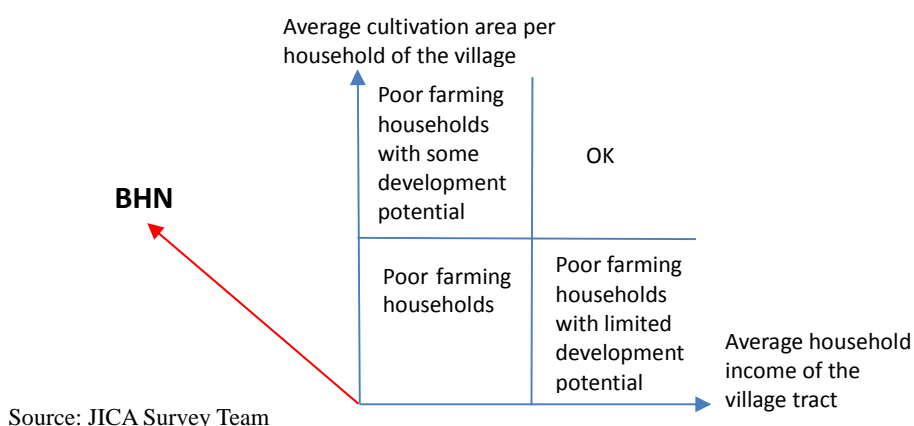 Average cultivation area per
household of the village
Poor farming
households
with some
development
potential
OK
BHN
Poor farming
households
Poor farming
households
with limited
development
potential
Average household
income of the
village tract
Source: JICA Survey Team